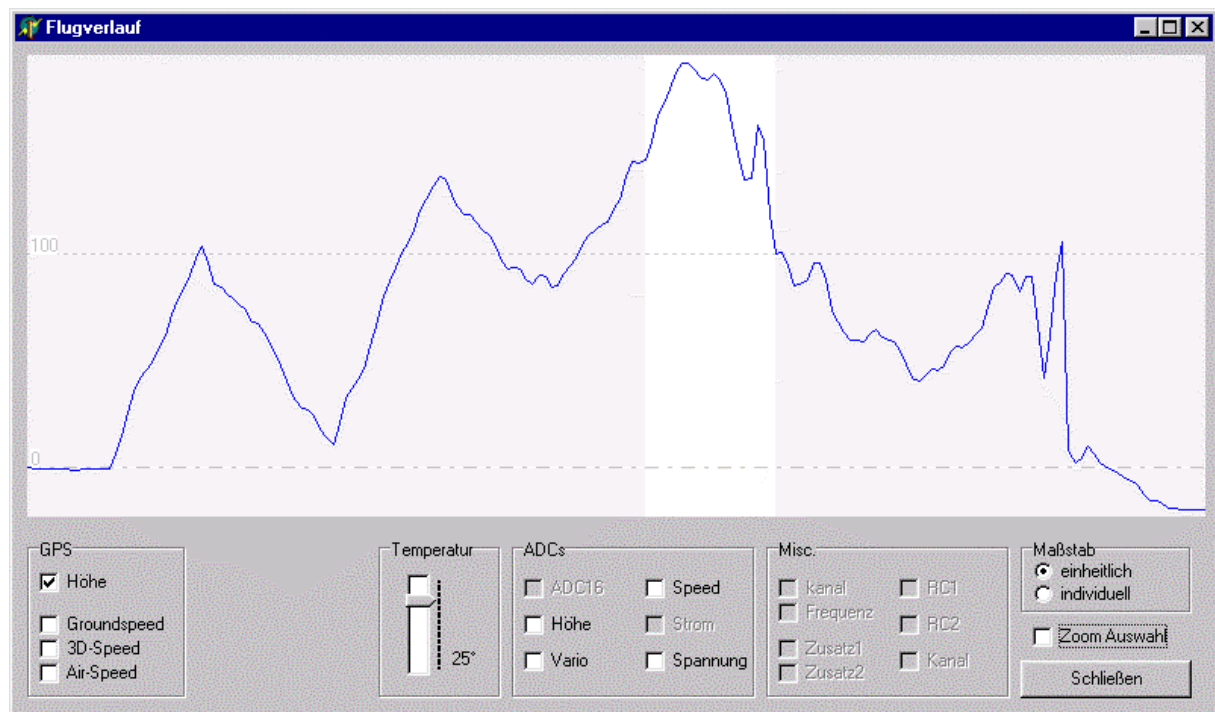 Flugverlauf
100
0
GPS
Höhe
Groundspeed
3D-Speed
Air-Speed
Temperatur
25°
ADCs
ADC16
Höhe
Vario
Speed
Strom
Spannung
Misc.
kanal
Frequenz
Zusatz1
Zusatz2
RC1
RC2
Kanal
Maßstab
einheitlich
individuell
Zoom Auswahl
Schließen